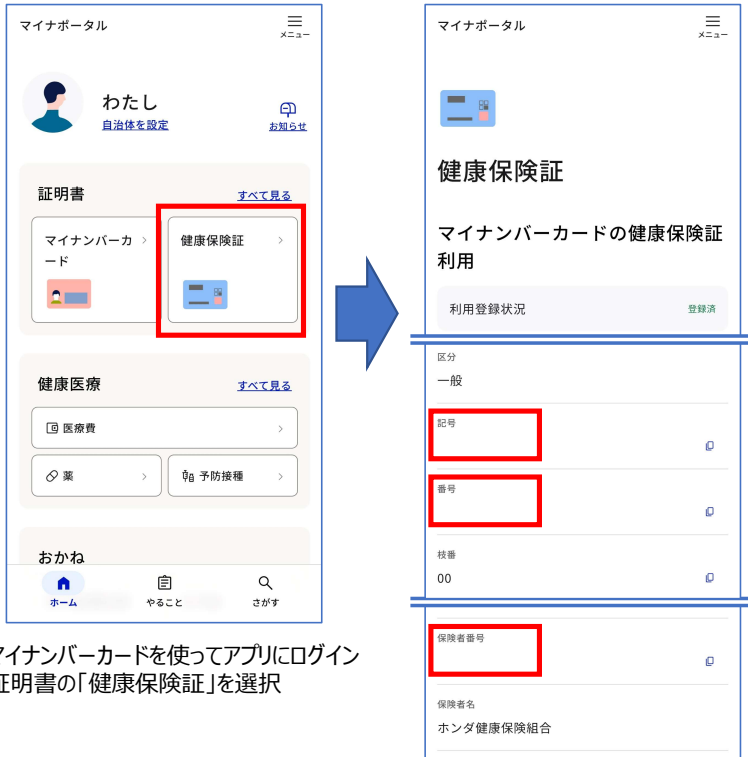 マイナポータル
メニュー
わたし
自治体を設定
お知らせ
証明書
すべて見る
マイナンバーカ
ード
健康保険証
健康医療
すべて見る
医療費
薬
予防接種
おかね
ホーム
やること
さがす
イナンバーカードを使ってアプリにログイン
明書の「健康保険証」を選択
マイナポータル
メニュー
健康保険証
マイナンバーカードの健康保険証
利用
利用登録状況
登録済
区分
一般
記号
番号
枝番
00
保険者番号
保険者名
ホンダ健康保険組合